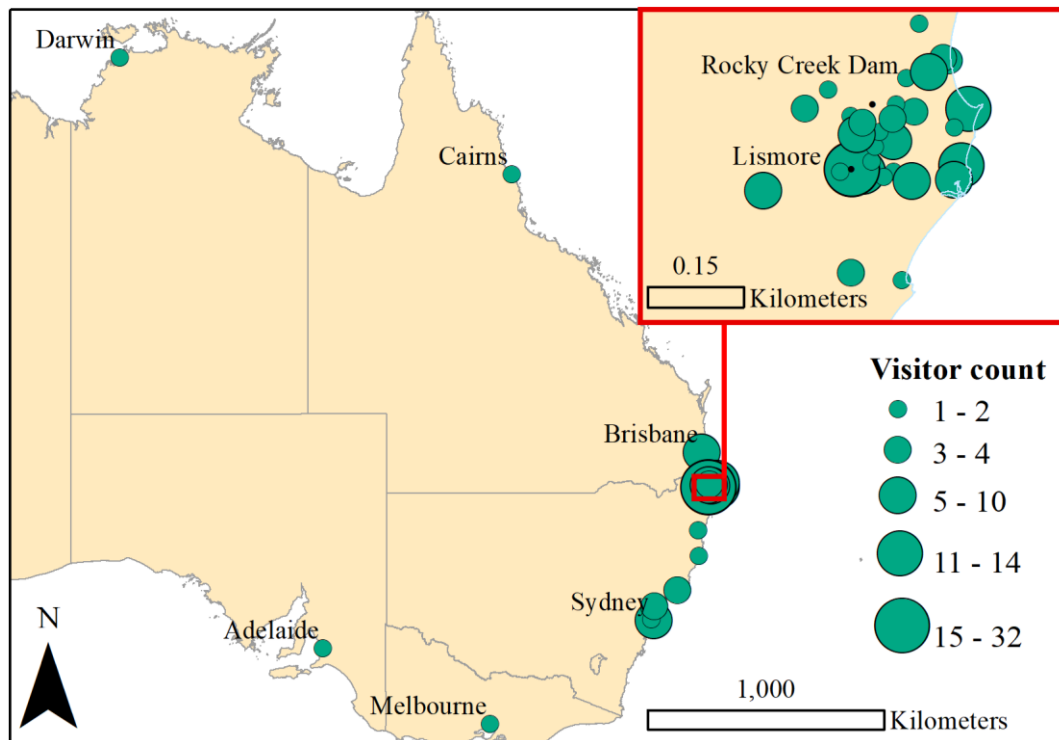 Darwin
Cairns
Rocky Creek Dam
Lismore
0.15
Kilometers
Visitor count
1 - 2
3 - 4
5 - 10
11 - 14
15 - 32
Brisbane
Sydney
Adelaide
Melbourne
N
1,000
Kilometers